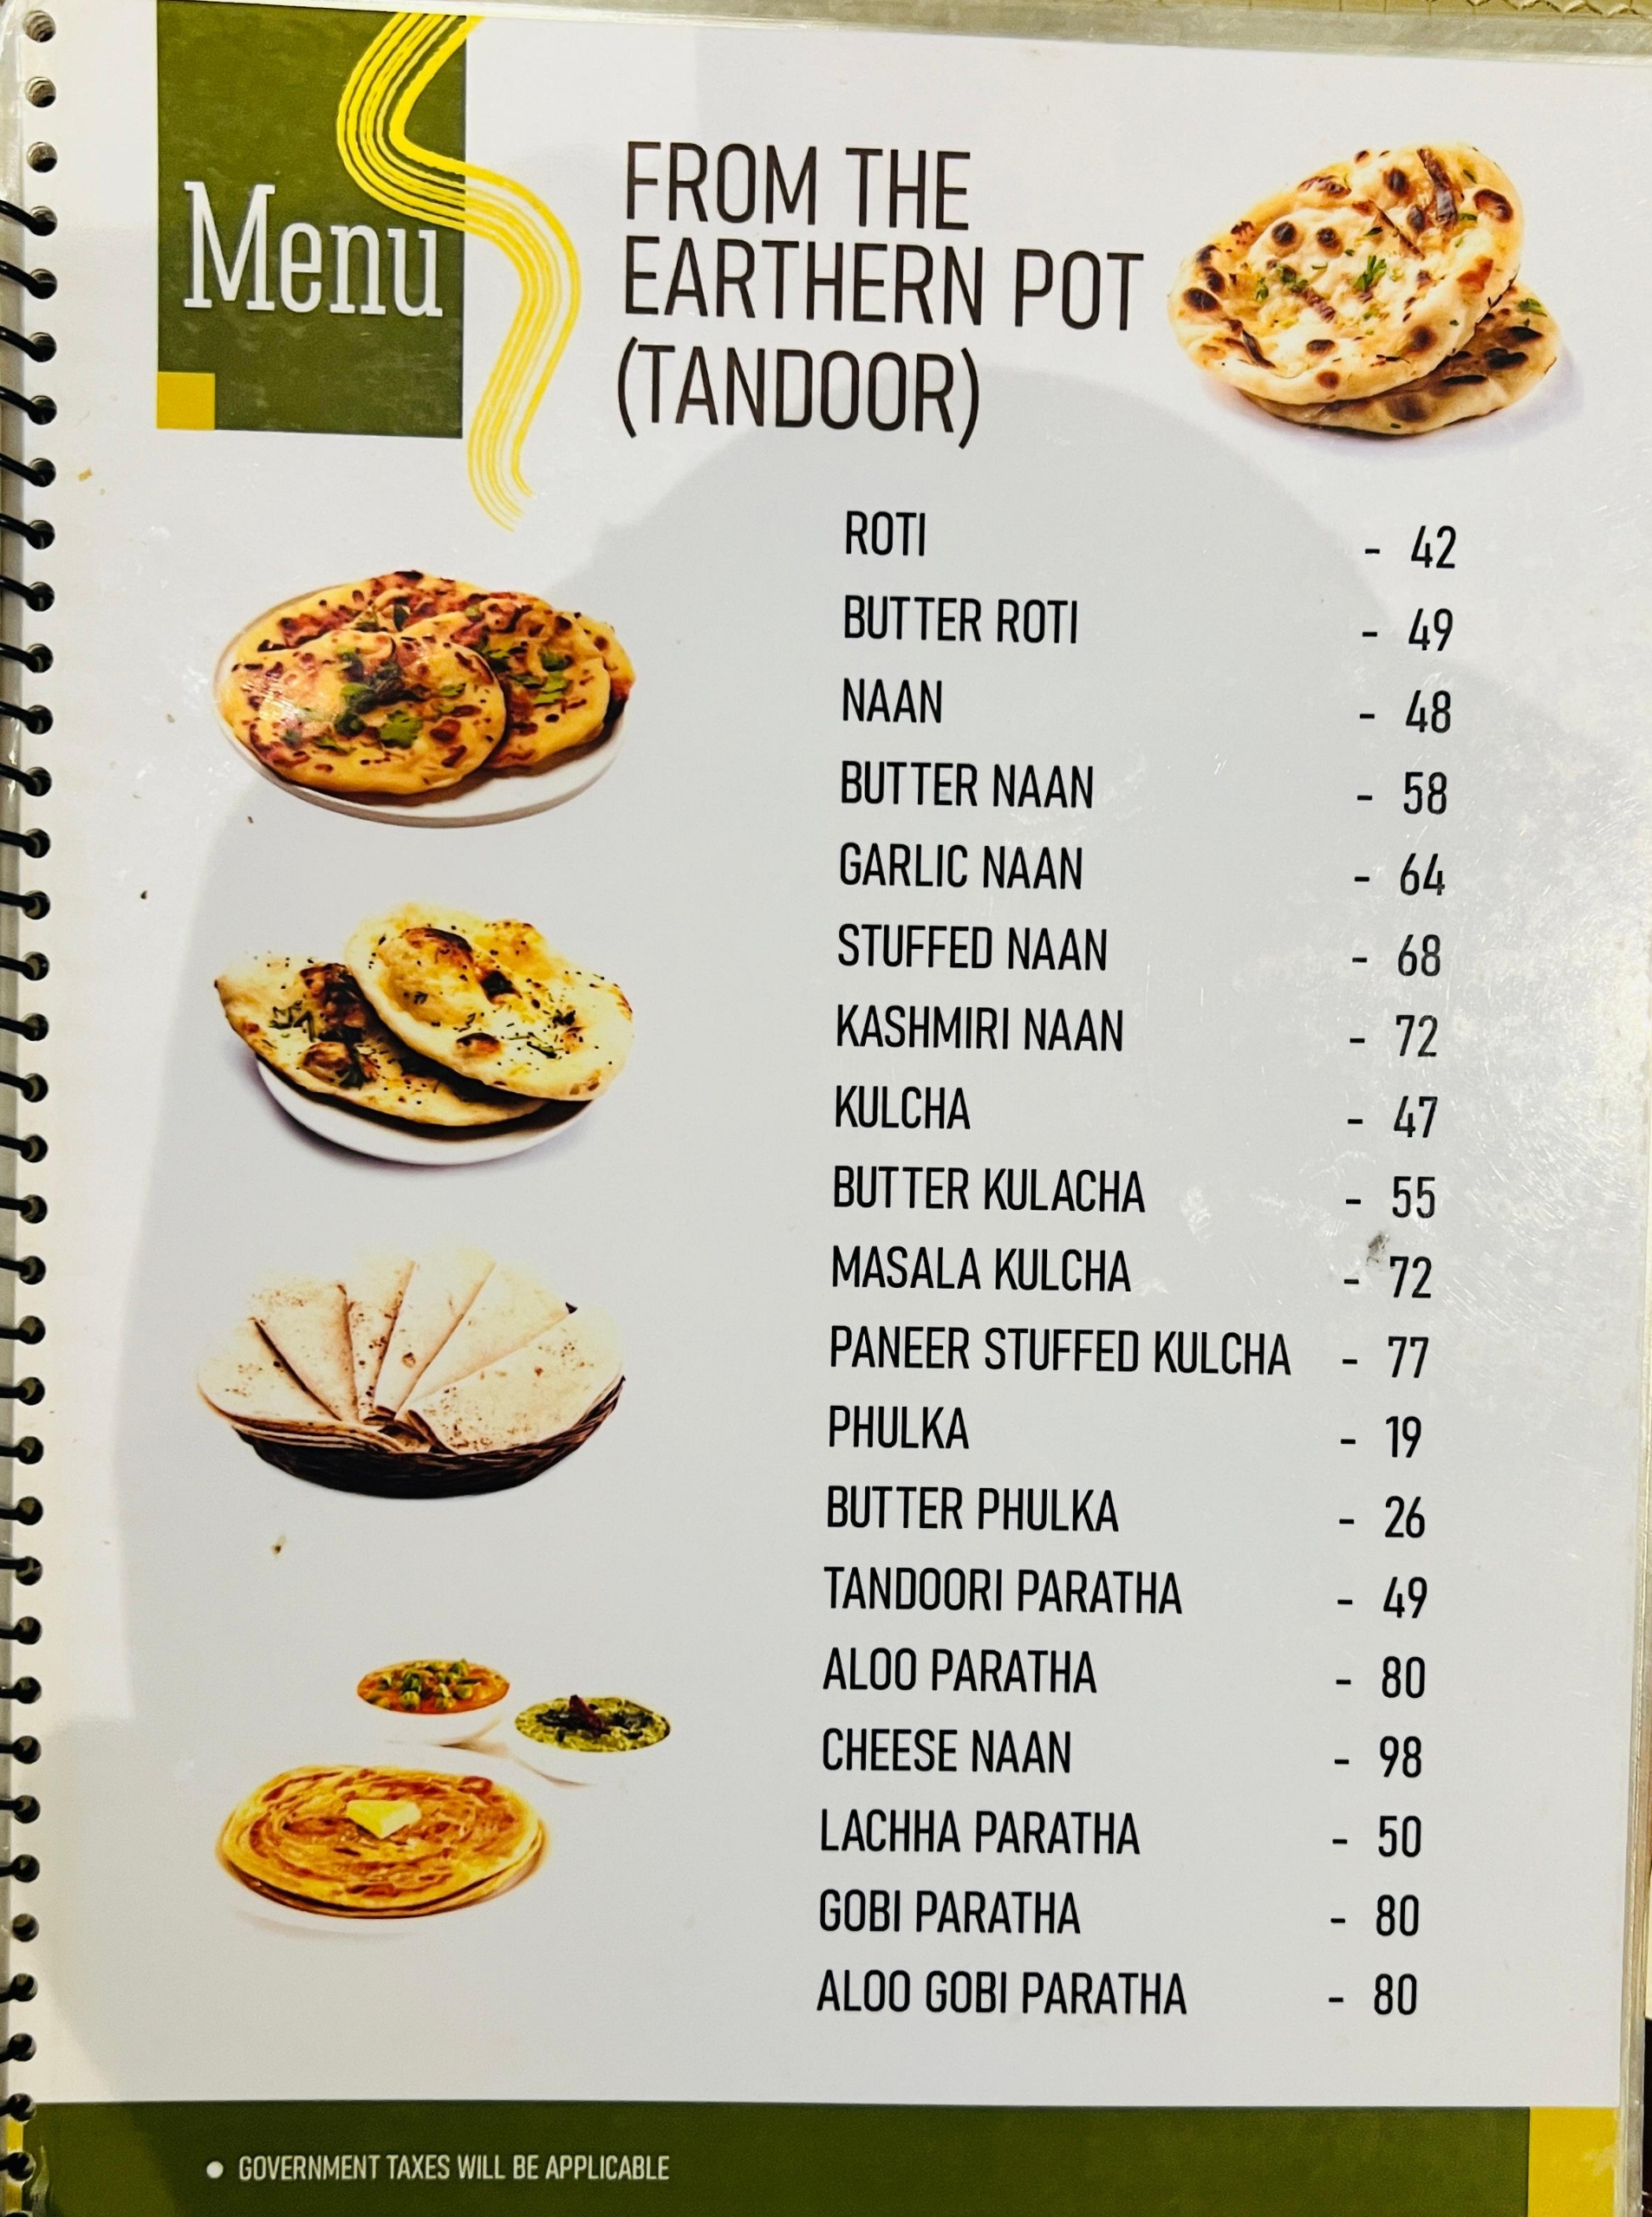 Menu
FROM THE
EARTHERN POT
(TANDOOR)
ROTI - 42
BUTTER ROTI - 49
NAAN - 48
BUTTER NAAN - 58
GARLIC NAAN - 64
STUFFED NAAN - 68
KASHMIRI NAAN - 72
KULCHA - 47
BUTTER KULACHA - 55
MASALA KULCHA - 72
PANEER STUFFED KULCHA - 77
PHULKA - 19
BUTTER PHULKA - 26
TANDOORI PARATHA - 49
ALOO PARATHA - 80
CHEESE NAAN - 98
LACHHA PARATHA - 50
GOBI PARATHA - 80
ALOO GOBI PARATHA - 80
• GOVERNMENT TAXES WILL BE APPLICABLE